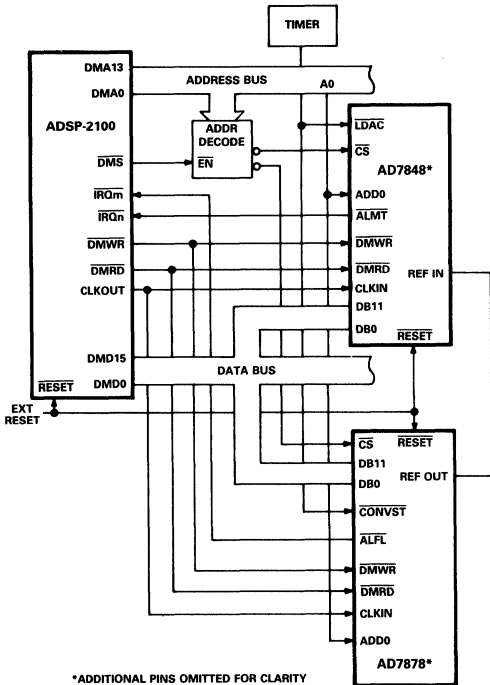 TIMER
DMA13
ADDRESS BUS
DMA0
A0
ADSP-2100
ADDR
DECODE
LDAC
CS
AD7848*
DMS
EN
IRQm
ADD0
IRQn
ALMT
DMWR
DMWR
DMRD
DMRD
REF IN
CLKOUT
CLKIN
DB11
DB0
RESET
DMD15
DATA BUS
RESET
DMD0
EXT
RESET
CS
RESET
DB11
DB0
REF OUT
CONVST
ALFL
DMWR
DMRD
CLKIN
ADD0
AD7878*
*ADDITIONAL PINS OMITTED FOR CLARITY